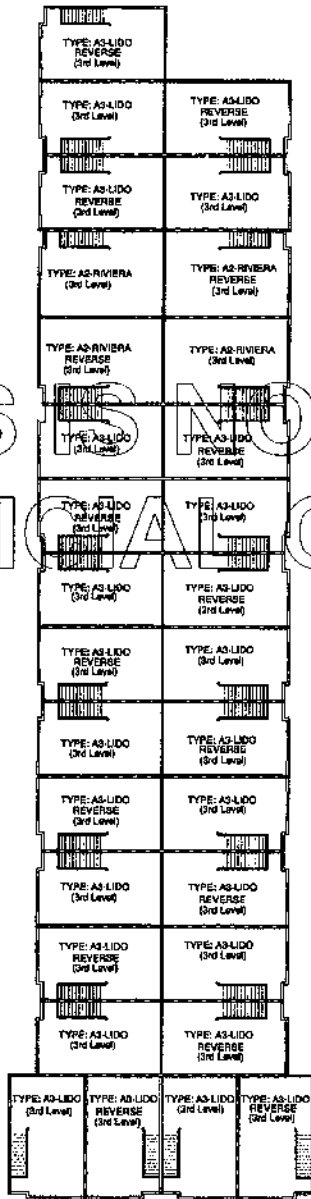 TYPE: A3-LIDO
REVERSE
(3rd Level)
TYPE: A3-LIDO
(3rd Level)
TYPE: A3-LIDO
REVERSE
(3rd Level)
TYPE: A3-LIDO
REVERSE
(3rd Level)
TYPE: A3-LIDO
(3rd Level)
TYPE: A2-RIVIERA
(3rd Level)
TYPE: A2-RIVIERA
REVERSE
(3rd Level)
TYPE: A2-RIVIERA
REVERSE
(3rd Level)
TYPE: A2-RIVIERA
(3rd Level)
S IS NO
TYPE: A3-LIDO
(3rd Level)
TYPE: A3-LIDO
REVERSE
(3rd Level)
TYPE: A3-LIDO
REVERSE
(3rd Level)
TYPE: A3-LIDO
(3rd Level)
ICIAL C
TYPE: A3-LIDO
(3rd Level)
TYPE: A3-LIDO
REVERSE
(3rd Level)
TYPE: A3-LIDO
REVERSE
(3rd Level)
TYPE: A3-LIDO
(3rd Level)
TYPE: A3-LIDO
(3rd Level)
TYPE: A3-LIDO
REVERSE
(3rd Level)
TYPE: A3-LIDO
REVERSE
(3rd Level)
TYPE: A3-LIDO
(3rd Level)
TYPE: A3-LIDO
(3rd Level)
TYPE: A3-LIDO
REVERSE
(3rd Level)
TYPE: A3-LIDO
REVERSE
(3rd Level)
TYPE: A3-LIDO
(3rd Level)
TYPE: A3-LIDO
(3rd Level)
TYPE: A3-LIDO
REVERSE
(3rd Level)
TYPE: A3-LIDO
(3rd Level)
TYPE: A3-LIDO
REVERSE
(3rd Level)
TYPE: A3-LIDO
(3rd Level)
TYPE: A3-LIDO
REVERSE
(3rd Level)